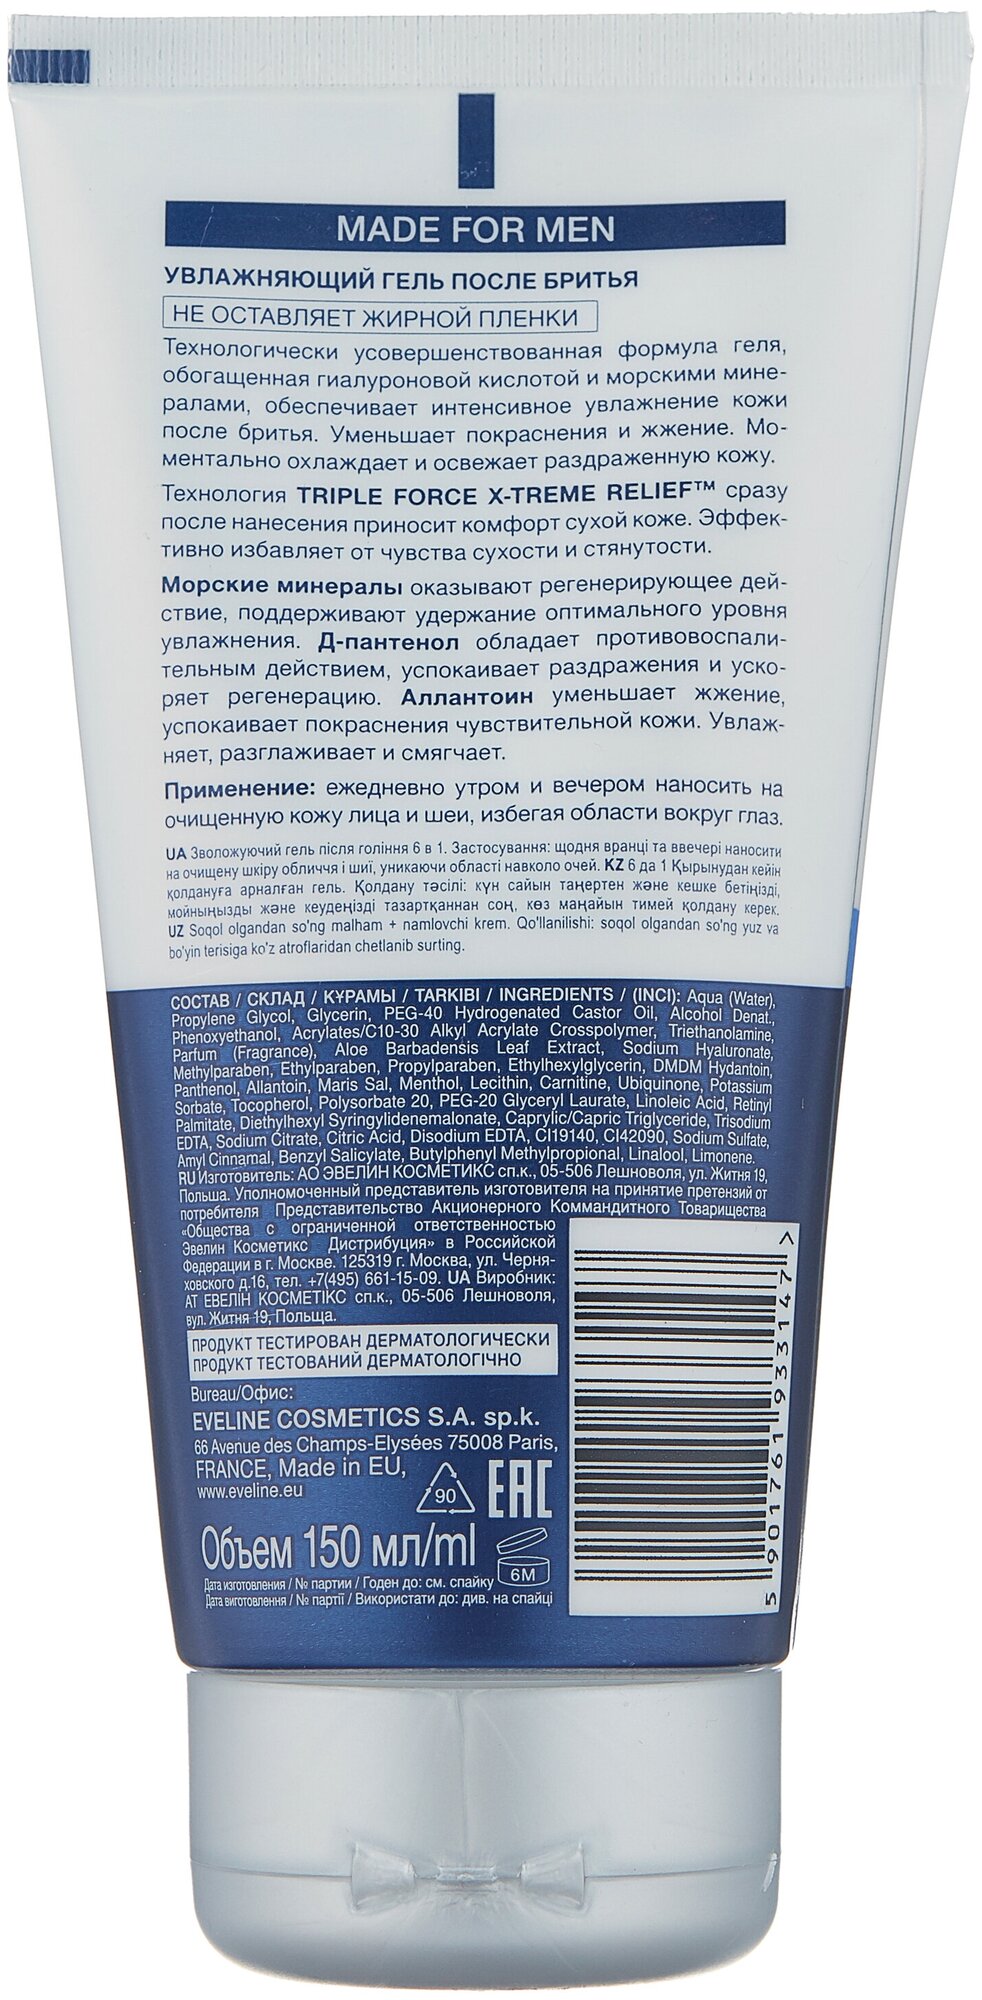 MADE FOR MEN
УВЛАЖНЯЮЩИЙ ГЕЛЬ ПОСЛЕ БРИТЬЯ
НЕ ОСТАВЛЯЕТ ЖИРНОЙ ПЛЕНКИ
Технологически усовершенствованная формула геля,
обогащенная гиалуроновой кислотой и морскими мине-
ралами, обеспечивает интенсивное увлажнение кожи
после бритья. Уменьшает покраснения и жжение. Мо-
ментально охлаждает и освежает раздраженную кожу.
Технология TRIPLE FORCE X-TREME RELIEF™ сразу
после нанесения приносит комфорт сухой коже. Эффек-
тивно избавляет от чувства сухости и стянутости.
Морские минералы оказывают регенерирующее дей-
ствие, поддерживают удержание оптимального уровня
увлажнения. Д-пантенол обладает противовоспали-
тельным действием, успокаивает раздражения и уско-
ряет регенерацию. Аллантоин уменьшает жжение,
успокаивает покраснения чувствительной кожи. Увлаж-
няет, разглаживает и смягчает.
Применение: ежедневно утром и вечером наносить на
очищенную кожу лица и шеи, избегая области вокруг глаз.
UA Зволожуючий гель після гоління 6 в 1. Застосування: щодня вранці та ввечері наносити
на очищену шкіру обличчя і шиї, уникаючи області навколо очей. KZ 6 да 1 Қырынудан кейін
қолдануға арналған гель. Қолдану тәсілі: күн сайын таңертен және кешке бетіңізді,
мойныңызды және кеудеңізді тазартқаннан соң, көз маңайын тимей қолдану керек.
UZ Soqol olgandan so'ng malham + namlovchi krem. Qo'llanilishi: soqol olgandan so'ng yuz va
bo'yin terisiga ko'z atroflaridan chetlanib surting.
СОСТАВ / СКЛАД / ҚҰРАМЫ / TARKIBI / INGREDIENTS / (INCI): Aqua (Water),
Propylene Glycol, Glycerin, PEG-40 Hydrogenated Castor Oil, Alcohol Denat.,
Phenoxyethanol, Acrylates/C10-30 Alkyl Acrylate Crosspolymer, Triethanolamine,
Parfum (Fragrance), Aloe Barbadensis Leaf Extract, Sodium Hyaluronate,
Methylparaben, Ethylparaben, Propylparaben, Ethylhexylglycerin, DMDM Hydantoin,
Panthenol, Allantoin, Maris Sal, Menthol, Lecithin, Carnitine, Ubiquinone, Potassium
Sorbate, Tocopherol, Polysorbate 20, PEG-20 Glyceryl Laurate, Linoleic Acid, Retinyl
Palmitate, Diethylhexyl Syringylidenemalonate, Caprylic/Capric Triglyceride, Trisodium
EDTA, Sodium Citrate, Citric Acid, Disodium EDTA, CI19140, CI42090, Sodium Sulfate,
Amyl Cinnamal, Benzyl Salicylate, Butylphenyl Methylpropional, Linalool, Limonene.
RU Изготовитель: АО ЭВЕЛИН КОСМЕТИКС сп.к., 05-506 Лешноволя, ул. Житня 19,
Польша. Уполномоченный представитель изготовителя на принятие претензий от
потребителя Представительство Акционерного Коммандитного Товарищества
«Общества с ограниченной ответственностью
Эвелин Косметикс Дистрибуция» в Российской
Федерации в г. Москве. 125319 г. Москва, ул. Черня-
ховского д.16, тел. +7(495) 661-15-09. UA Виробник:
АТ ЕВЕЛІН КОСМЕТІКС сп.к., 05-506 Лешноволя,
вул. Житня 19, Польща.
ПРОДУКТ ТЕСТИРОВАН ДЕРМАТОЛОГИЧЕСКИ
ПРОДУКТ ТЕСТОВАНИЙ ДЕРМАТОЛОГІЧНО
Bureau/Офис:
EVELINE COSMETICS S.A. sp.k.
66 Avenue des Champs-Elysées 75008 Paris,
FRANCE, Made in EU,
www.eveline.eu
90
EAC
Объем 150 мл/ml
6M
Дата изготовления / № партии / Годен до: см. спайку
Дата виготовлення / № партії / Використати до: див. на спайці
5 901761 933147 >